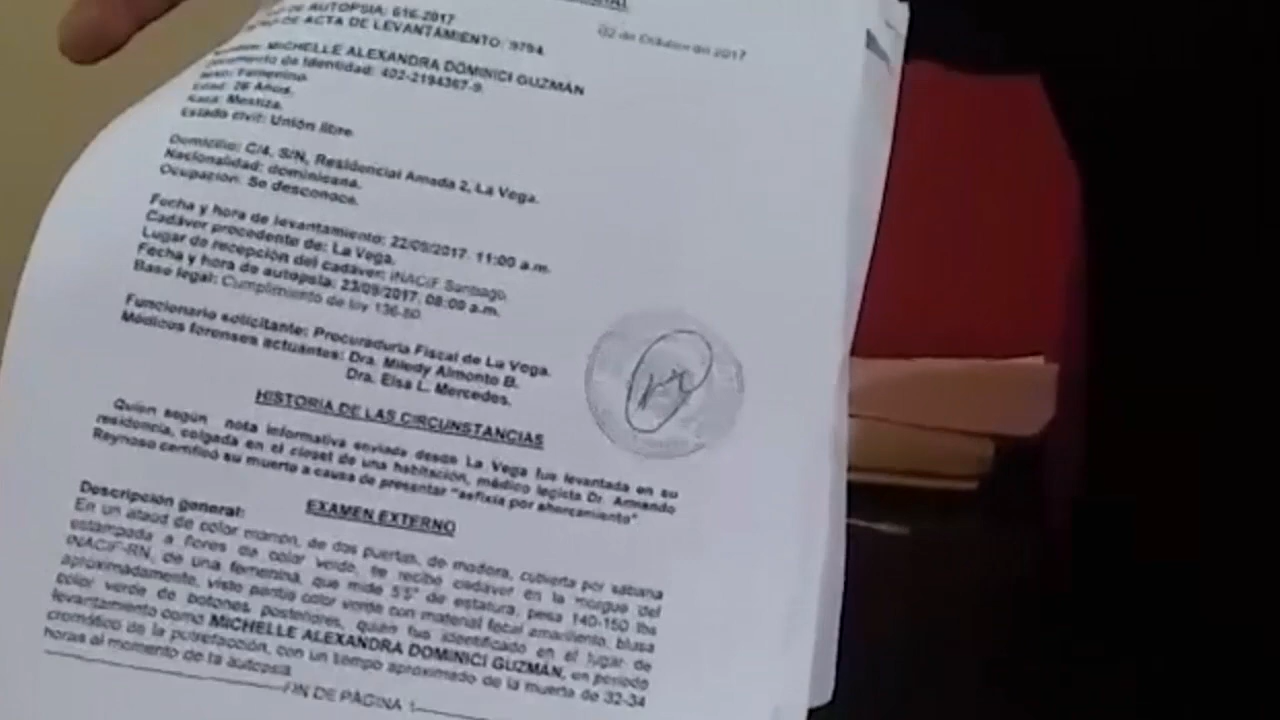 DE AUTOPSIA: 616-2017
DE ACTA DE LEVANTAMIENTO: 9794
02 de Octubre del 2017
MICHELLE ALEXANDRA DOMINICI GUZMÁN
Documento de Identidad: 402-2194367-9.
Sexo: Femenino.
Edad: 26 Años.
Raza: Mestiza.
Estado civil: Unión libre.
Domicilio: C/4, S/N, Residencial Amada 2, La Vega.
Nacionalidad: dominicana.
Ocupación: Se desconoce.
Fecha y hora de levantamiento: 22/09/2017. 11:00 a.m.
Cadáver procedente de: La Vega.
Lugar de recepción del cadáver: INACIF Santiago.
Fecha y hora de autopsia: 23/09/2017. 08:00 a.m.
Base legal: Cumplimiento de ley 136-80.
Funcionario solicitante: Procuraduría Fiscal de La Vega.
Médicos forenses actuantes: Dra. Miledy Almonto B.
Dra. Elsa L. Mercedes.
HISTORIA DE LAS CIRCUNSTANCIAS
Quien según nota informativa enviada desde La Vega fue levantada en su
residencia, colgada en el closet de una habitación, médico legista Dr. Armando
Reynoso certificó su muerte a causa de presentar "asfixia por ahorcamiento"
EXAMEN EXTERNO
Descripción general:
En un ataúd de color marrón, de dos puertas, de madera, cubierta por sabana
estampada a flores de color verde, se recibe cadáver en la morgue del
INACIF-RN, de una femenina, que mide 5'5" de estatura, pesa 140-150 lbs
aproximadamente, visto pantis color verde con material fecal amarillento, blusa
color verde de botones posteriores, quien fue identificado en el lugar de
levantamiento como MICHELLE ALEXANDRA DOMINICI GUZMÁN, en periodo
cromático de la putrefacción, con un tempo aproximado de la muerte de 32-34
horas al momento de la autopsia
FIN DE PÁGINA 1